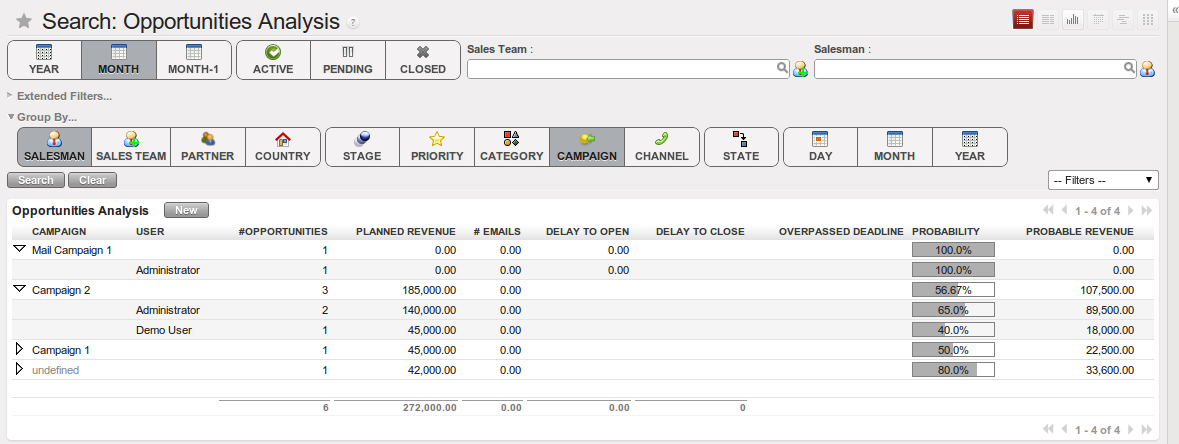 Search: Opportunities Analysis ?
«
YEAR MONTH MONTH-1 ACTIVE PENDING CLOSED
Sales Team : Salesman :
Extended Filters...
Group By...
SALESMAN SALES TEAM PARTNER COUNTRY STAGE PRIORITY CATEGORY CAMPAIGN CHANNEL STATE DAY MONTH YEAR
Search Clear -- Filters --
Opportunities Analysis New 1 - 4 of 4
CAMPAIGN USER #OPPORTUNITIES PLANNED REVENUE # EMAILS DELAY TO OPEN DELAY TO CLOSE OVERPASSED DEADLINE PROBABILITY PROBABLE REVENUE
Mail Campaign 1 1 0.00 0.00 0.00 100.0% 0.00
Administrator 1 0.00 0.00 0.00 100.0% 0.00
Campaign 2 3 185,000.00 0.00 56.67% 107,500.00
Administrator 2 140,000.00 0.00 65.0% 89,500.00
Demo User 1 45,000.00 0.00 40.0% 18,000.00
Campaign 1 1 45,000.00 0.00 50.0% 22,500.00
undefined 1 42,000.00 0.00 80.0% 33,600.00
6 272,000.00 0.00 0.00 0
1 - 4 of 4